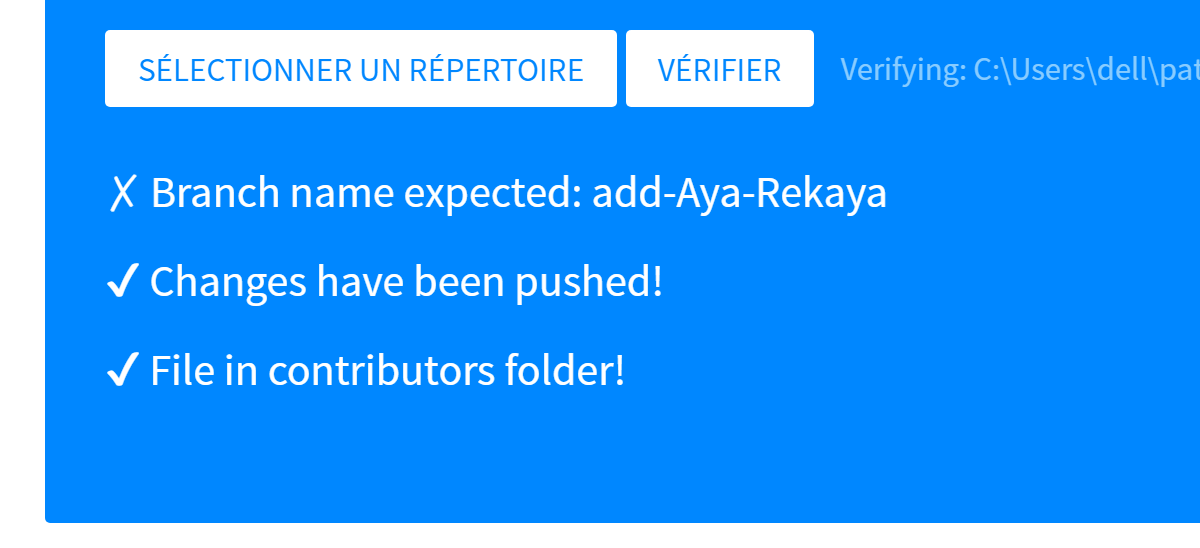 SÉLECTIONNER UN RÉPERTOIRE VÉRIFIER Verifying: C:\Users\dell\pat
✗ Branch name expected: add-Aya-Rekaya
✔ Changes have been pushed!
✔ File in contributors folder!